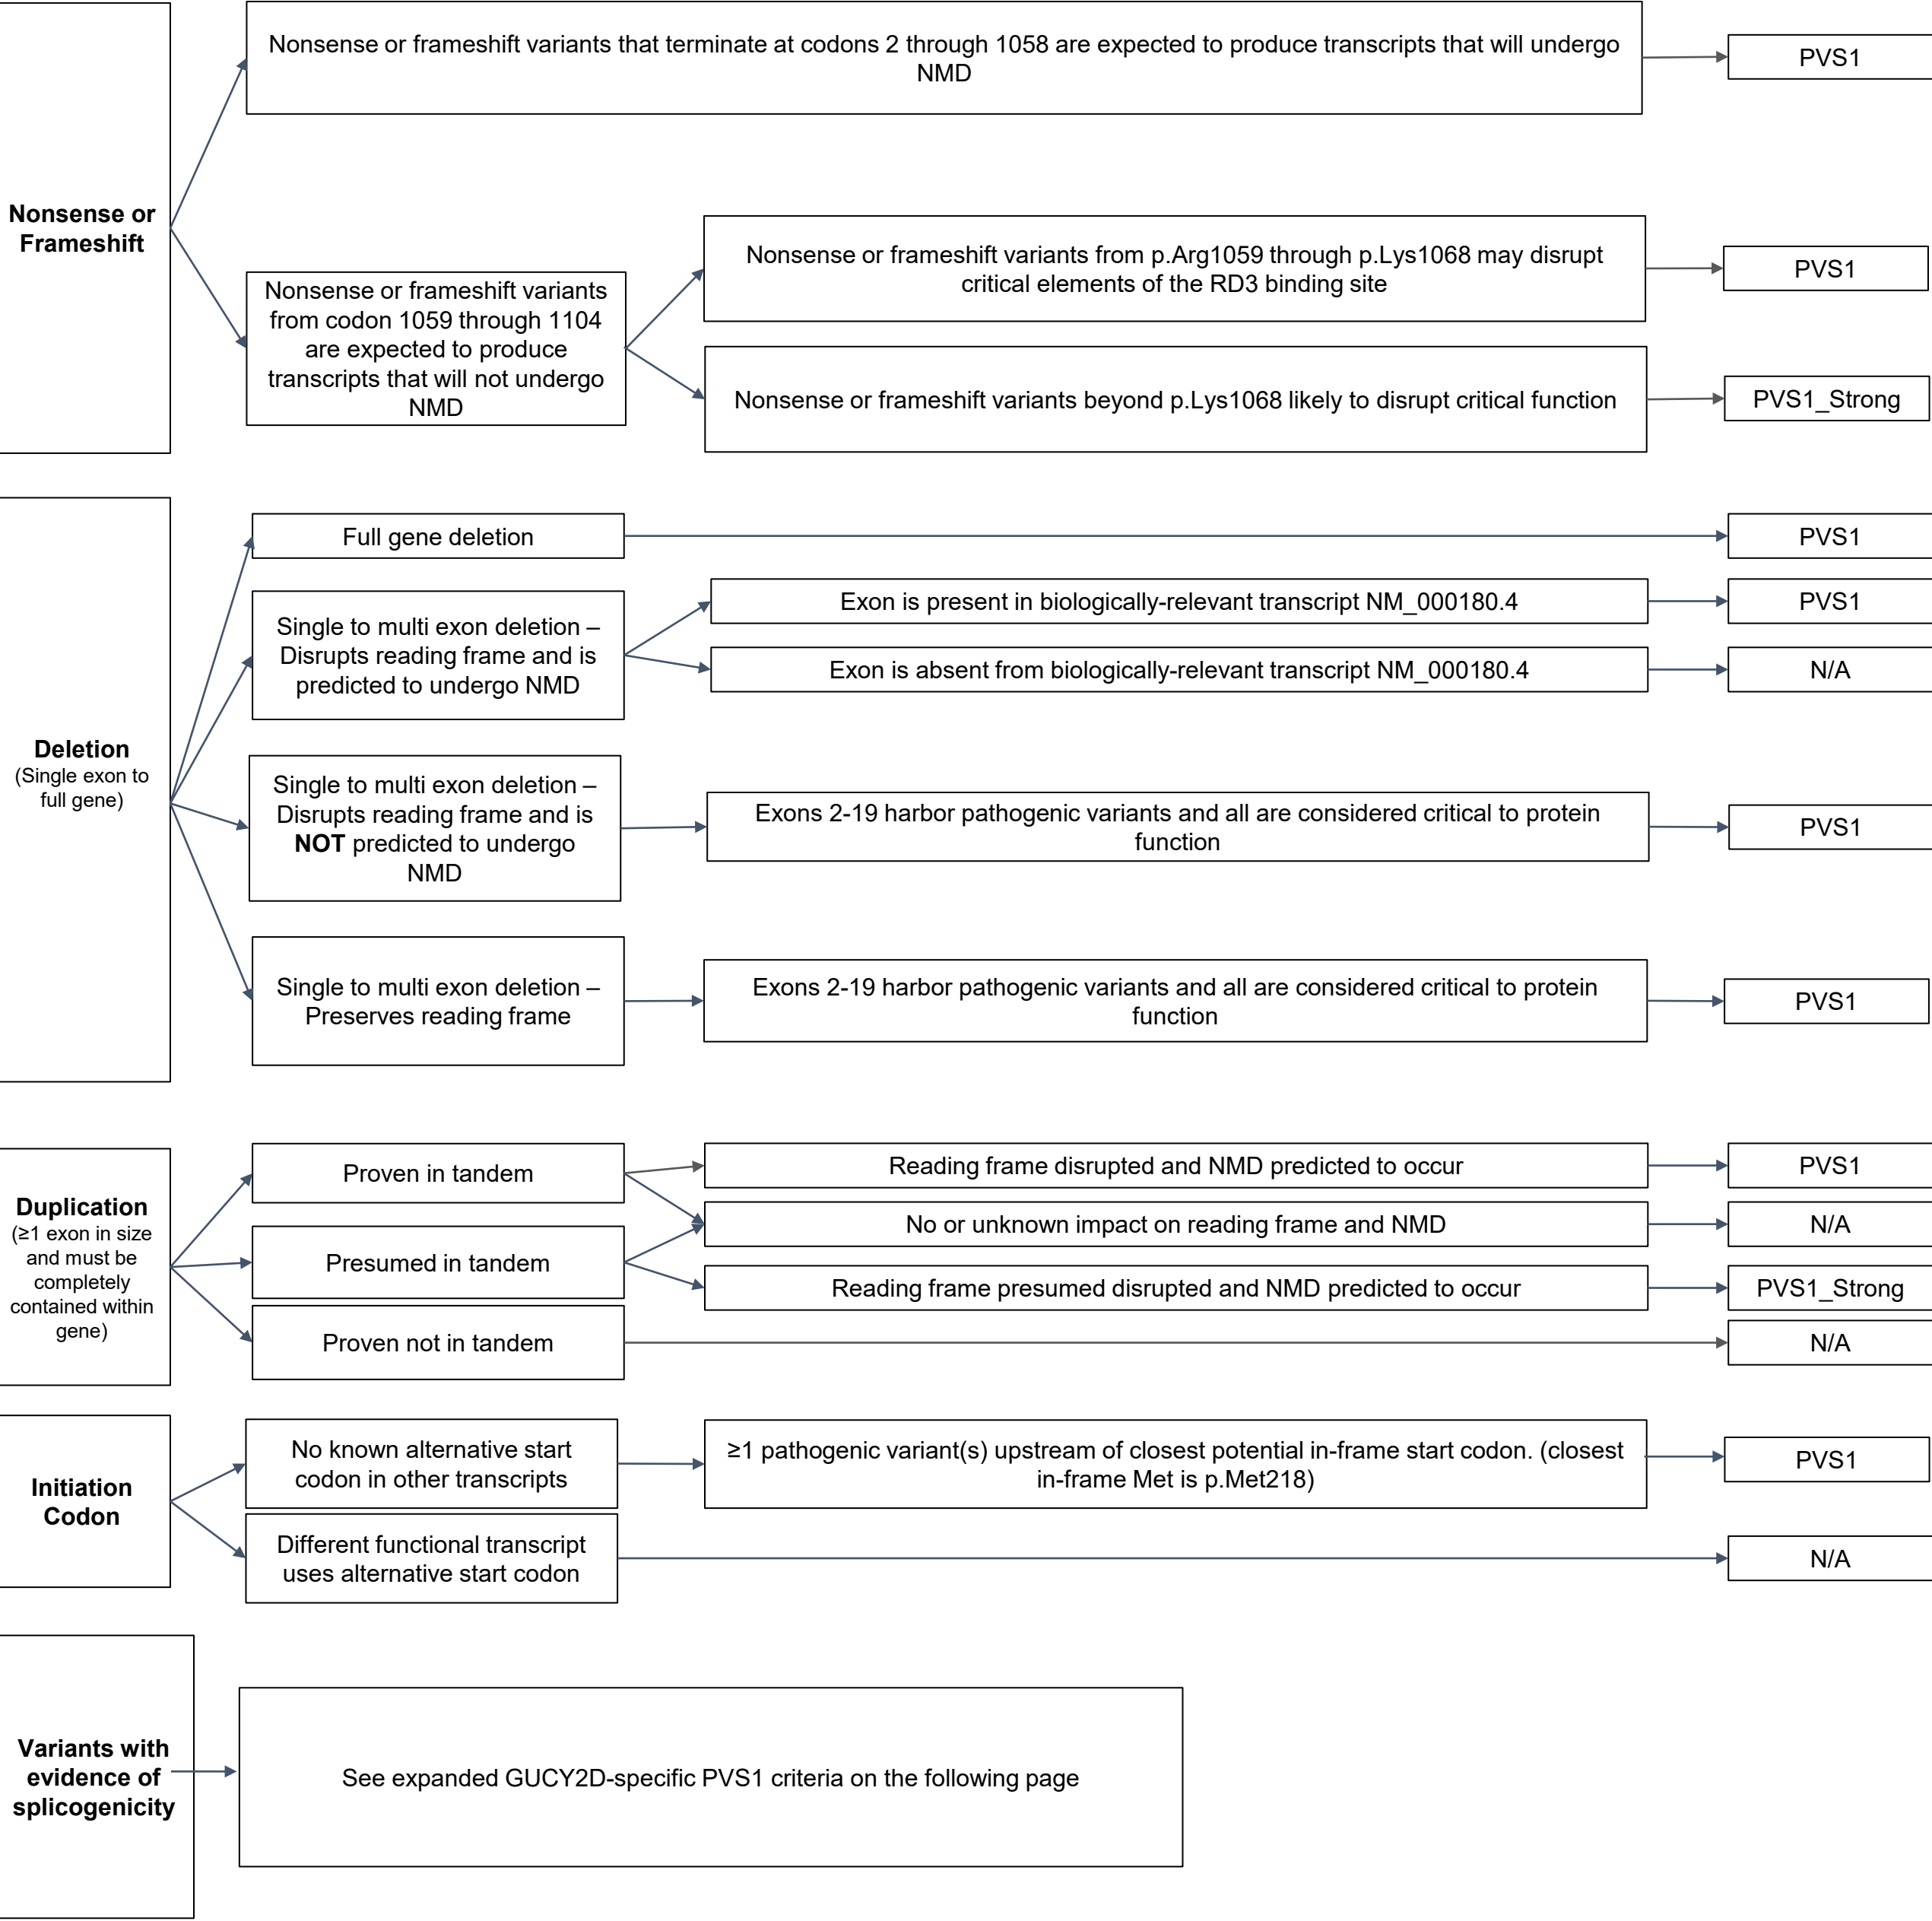 Nonsense or
Frameshift
Nonsense or frameshift variants that terminate at codons 2 through 1058 are expected to produce transcripts that will undergo
NMD
PVS1
Nonsense or frameshift variants
from codon 1059 through 1104
are expected to produce
transcripts that will not undergo
NMD
Nonsense or frameshift variants from p.Arg1059 through p.Lys1068 may disrupt
critical elements of the RD3 binding site
PVS1
Nonsense or frameshift variants beyond p.Lys1068 likely to disrupt critical function
PVS1_Strong
Deletion
(Single exon to
full gene)
Full gene deletion
PVS1
Single to multi exon deletion –
Disrupts reading frame and is
predicted to undergo NMD
Exon is present in biologically-relevant transcript NM_000180.4
PVS1
Exon is absent from biologically-relevant transcript NM_000180.4
N/A
Single to multi exon deletion –
Disrupts reading frame and is
NOT predicted to undergo
NMD
Exons 2-19 harbor pathogenic variants and all are considered critical to protein
function
PVS1
Single to multi exon deletion –
Preserves reading frame
Exons 2-19 harbor pathogenic variants and all are considered critical to protein
function
PVS1
Duplication
(≥1 exon in size
and must be
completely
contained within
gene)
Proven in tandem
Reading frame disrupted and NMD predicted to occur
PVS1
No or unknown impact on reading frame and NMD
N/A
Presumed in tandem
Reading frame presumed disrupted and NMD predicted to occur
PVS1_Strong
Proven not in tandem
N/A
Initiation
Codon
No known alternative start
codon in other transcripts
≥1 pathogenic variant(s) upstream of closest potential in-frame start codon. (closest
in-frame Met is p.Met218)
PVS1
Different functional transcript
uses alternative start codon
N/A
Variants with
evidence of
splicogenicity
See expanded GUCY2D-specific PVS1 criteria on the following page